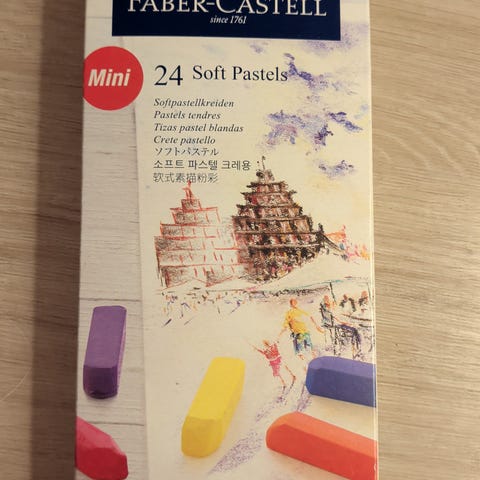 FABER-CASTELL
since 1761
Mini
24 Soft Pastels
Softpastellkreiden
Pastels tendres
Tizas pastel blandas
Crete pastello
ソフトパステル
소프트 파스텔 크레용
软式素描粉彩